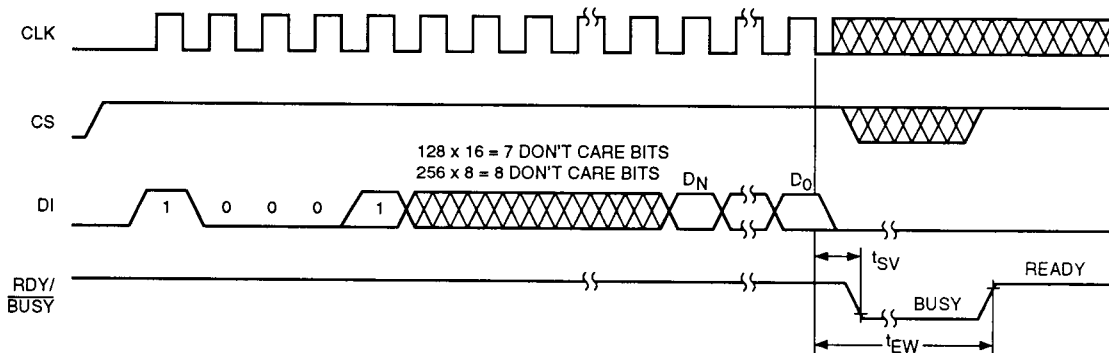 CLK
CS
128 x 16 = 7 DON'T CARE BITS
256 x 8 = 8 DON'T CARE BITS
DI 1 0 0 0 1 DN D0
tSV
RDY/
BUSY
BUSY READY
tEW